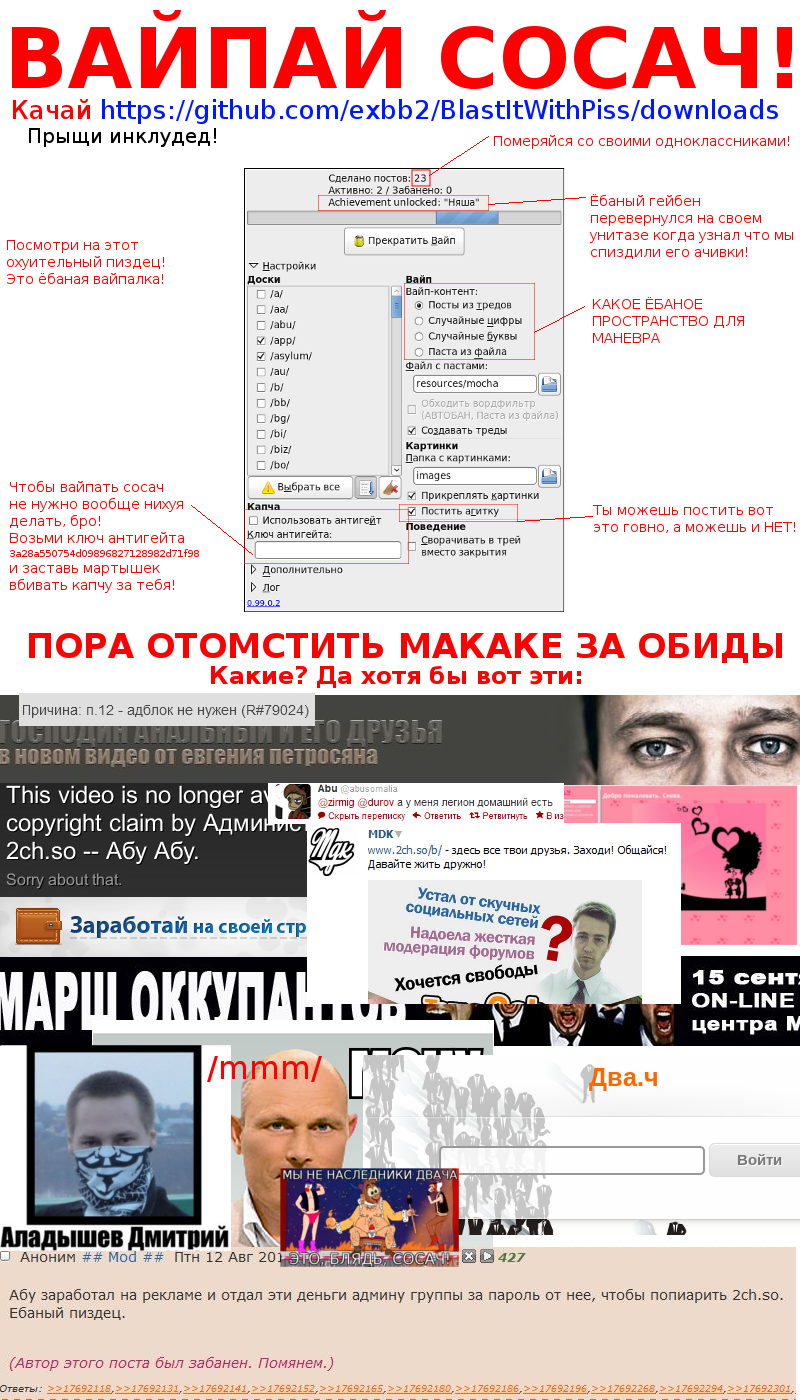 ВАЙПАЙ СОСАЧ!
Качай https://github.com/exbb2/BlastItWithPiss/downloads
Прыщи инклудед!
Померяйся со своими одноклассниками!
Сделано постов: 23
Активно: 2 / Забанено: 0
Achievement unlocked: "Няша"
Ёбаный гейбен
перевернулся на своем
унитазе когда узнал что мы
спиздили его ачивки!
Прекратить Вайп
Посмотри на этот
охуительный пиздец!
Это ёбаная вайпалка!
Настройки
Доски
/a/
/aa/
/abu/
/app/
/asylum/
/au/
/b/
/bb/
/bg/
/bi/
/biz/
/bo/
Выбрать все
Вайп
Вайп-контент:
Посты из тредов
Случайные цифры
Случайные буквы
Паста из файла
КАКОЕ ЁБАНОЕ
ПРОСТРАНСТВО ДЛЯ
МАНЕВРА
Файл с пастами:
resources/mocha
Обходить вордфильтр
(АВТОБАН, Паста из файла)
Создавать треды
Картинки
Папка с картинками:
images
Прикреплять картинки
Постить агитку
Поведение
Сворачивать в трей
вместо закрытия
Ты можешь постить вот
это говно, а можешь и НЕТ!
Чтобы вайпать сосач
не нужно вообще нихуя
делать, бро!
Возьми ключ антигейта
3a28a550754d09896827128982d71f98
и заставь мартышек
вбивать капчу за тебя!
Капча
Использовать антигейт
Ключ антигейта:
Дополнительно
Лог
0.99.0.2
ПОРА ОТОМСТИТЬ МАКАКЕ ЗА ОБИДЫ
Какие? Да хотя бы вот эти:
Причина: п.12 - адблок не нужен (R#79024)
ГОСПОДИН АНАЛЬНЫЙ И ЕГО ДРУЗЬЯ
в новом видео от евгения петросяна
This video is no longer av
copyright claim by Админис
2ch.so -- Абу Абу.
Sorry about that.
Abu @abusomalia
@zirmig @durov а у меня легион домашний есть
Скрыть переписку Ответить Ретвитнуть В из
Добро пожаловать. Снова.
Мдк
MDK
www.2ch.so/b/ - здесь все твои друзья. Заходи! Общайся!
Давайте жить дружно!
Устал от скучных
социальных сетей
Надоела жесткая
модерация форумов
?
Хочется свободы
Заработай на своей стр
МАРШ ОККУПАНТОВ
15 сент
ON-LINE
центра М
/mmm/
Аладышев Дмитрий
Два.ч
Войти
МЫ НЕ НАСЛЕДНИКИ ДВАЧА
ЭТО, БЛЯДЬ, СОСАЧ!
Аноним ## Mod ## Птн 12 Авг 201
427
Абу заработал на рекламе и отдал эти деньги админу группы за пароль от нее, чтобы попиарить 2ch.so.
Ебаный пиздец.
(Автор этого поста был забанен. Помянем.)
Ответы: >>17692118,>>17692131,>>17692141,>>17692152,>>17692165,>>17692180,>>17692186,>>17692196,>>17692268,>>17692294,>>17692301